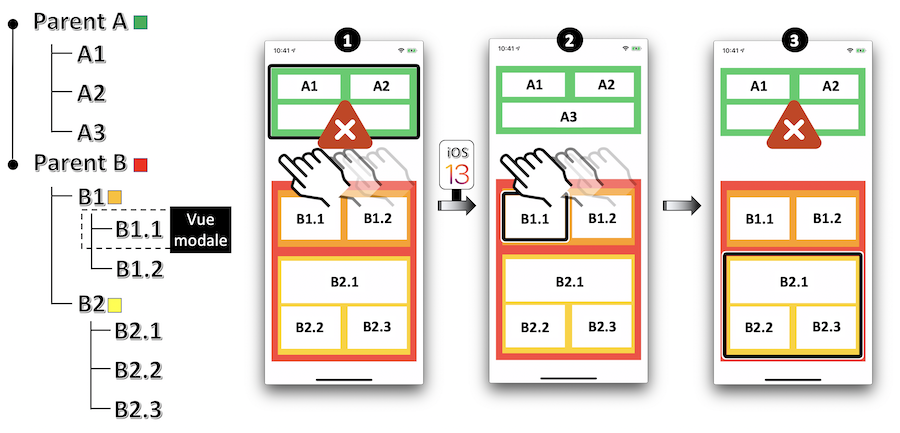 Parent A
A1
A2
A3
Parent B
B1
B1.1
Vue
modale
B1.2
B2
B2.1
B2.2
B2.3
1
10:41
A1 A2
B1.1 B1.2
B2.1
B2.2 B2.3
iOS
13
2
10:41
A1 A2
A3
B1.1 B1.2
B2.1
B2.2 B2.3
3
10:41
A1 A2
B1.1 B1.2
B2.1
B2.2 B2.3